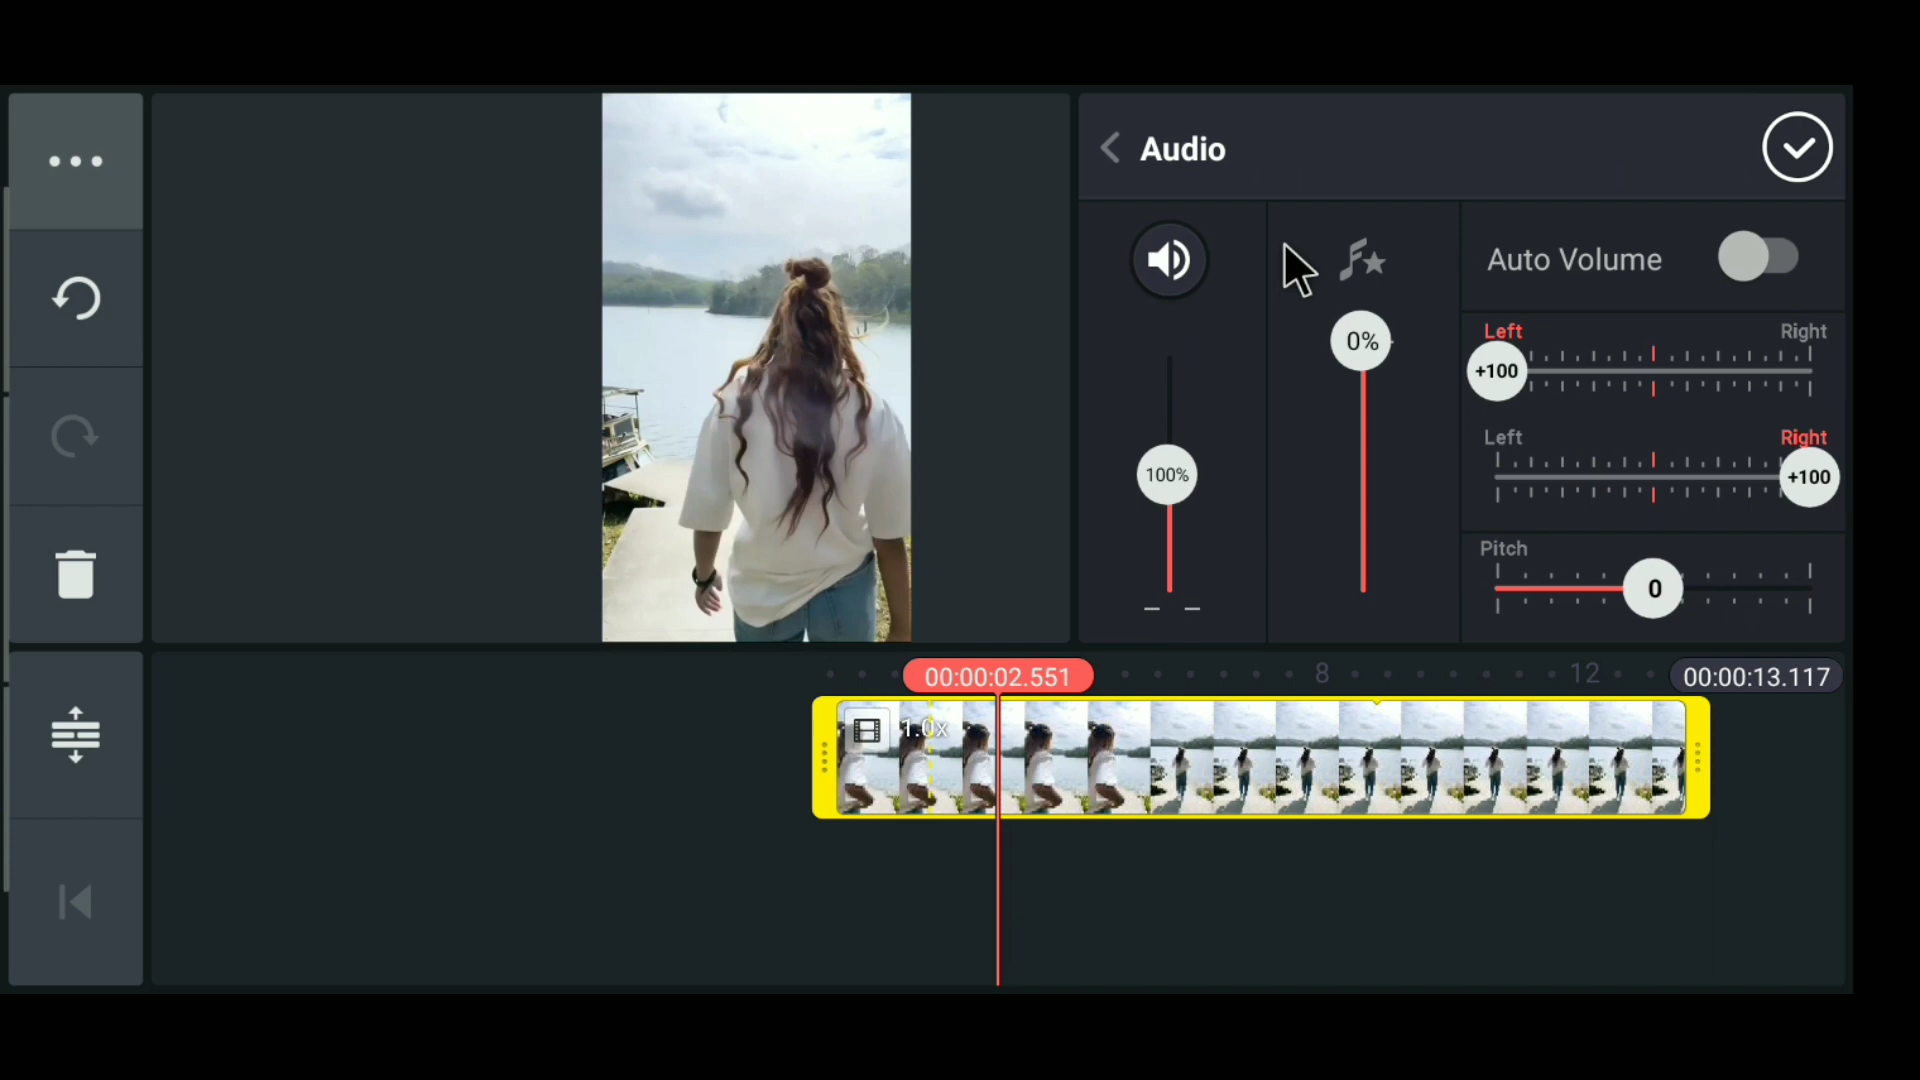 Audio
Auto Volume
0%
100%
Left
Right
+100
Left
Right
+100
Pitch
0
00:00:02.551
8
12
00:00:13.117
1.0x